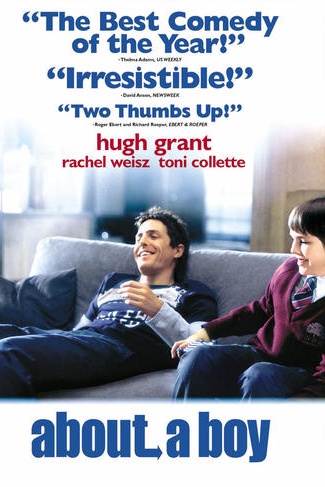 “The Best Comedy
of the Year!”
-Thelma Adams, US WEEKLY
“Irresistible!”
-David Ansen, NEWSWEEK
“Two Thumbs Up!”
-Roger Ebert and Richard Roeper, EBERT & ROEPER
hugh grant
rachel weisz toni collette
about a boy